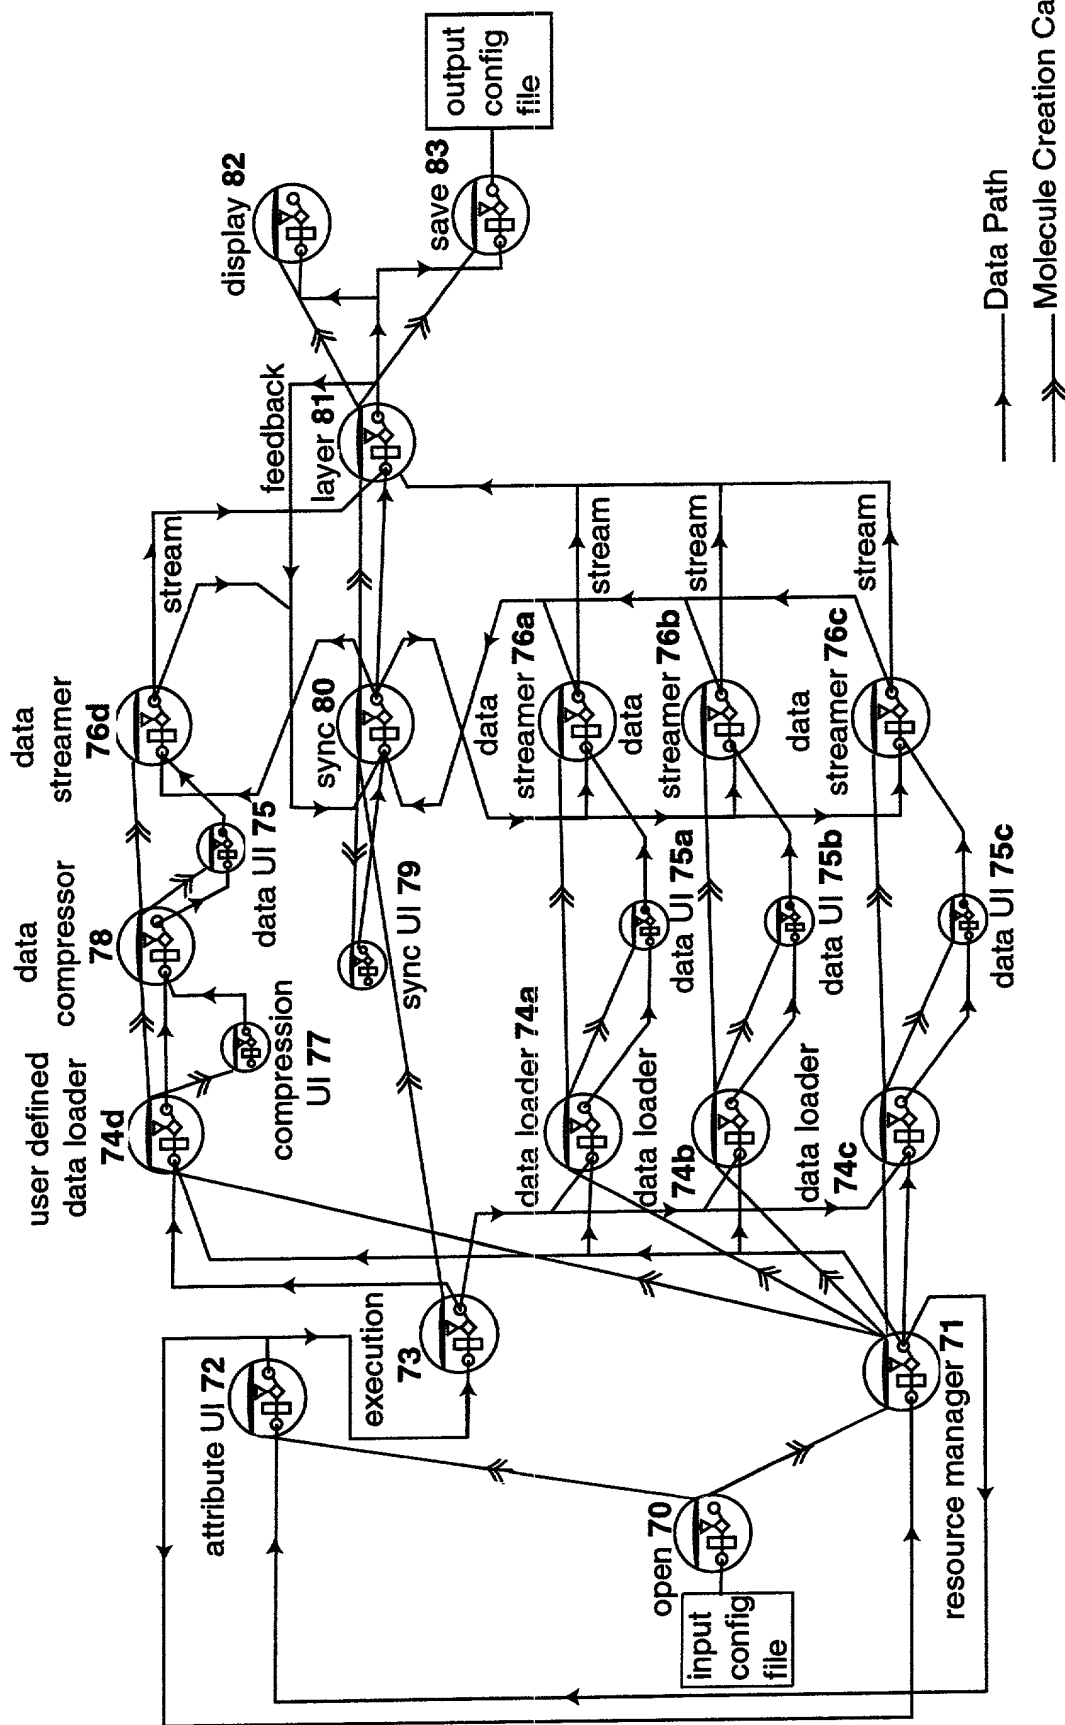 user defined
data loader
74d
data
compressor
78
data
streamer
76d
compression
UI 77
data UI 75
stream
feedback
layer 81
display 82
save 83
output
config
file
attribute UI 72
execution
73
sync UI 79
sync 80
open 70
input
config
file
resource manager 71
data loader 74a
data UI 75a
data
streamer 76a
stream
data loader
74b
data UI 75b
data
streamer 76b
stream
data loader
74c
data UI 75c
data
streamer 76c
stream
Data Path
Molecule Creation